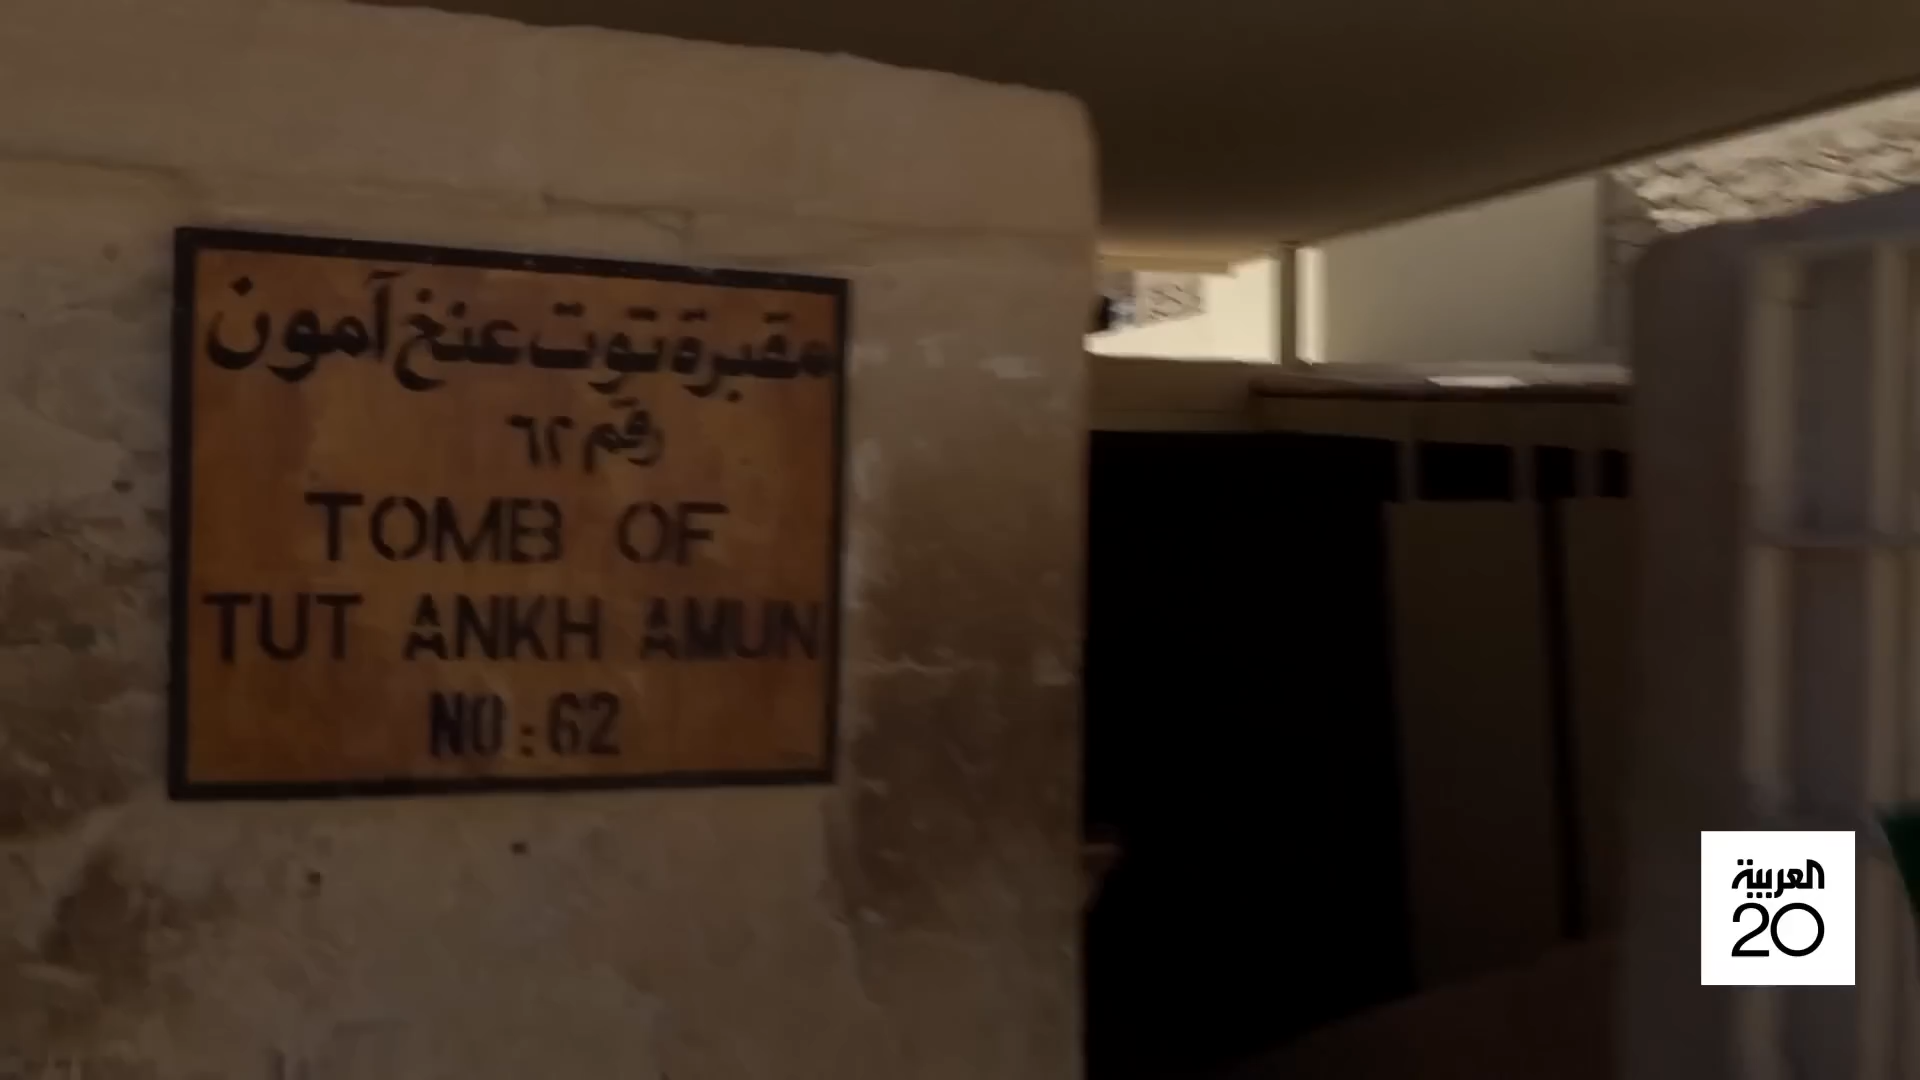 مقبرة توت عنخ آمون
رقم ٦٢
TOMB OF
TUT ANKH AMUN
NO:62
العربية
20